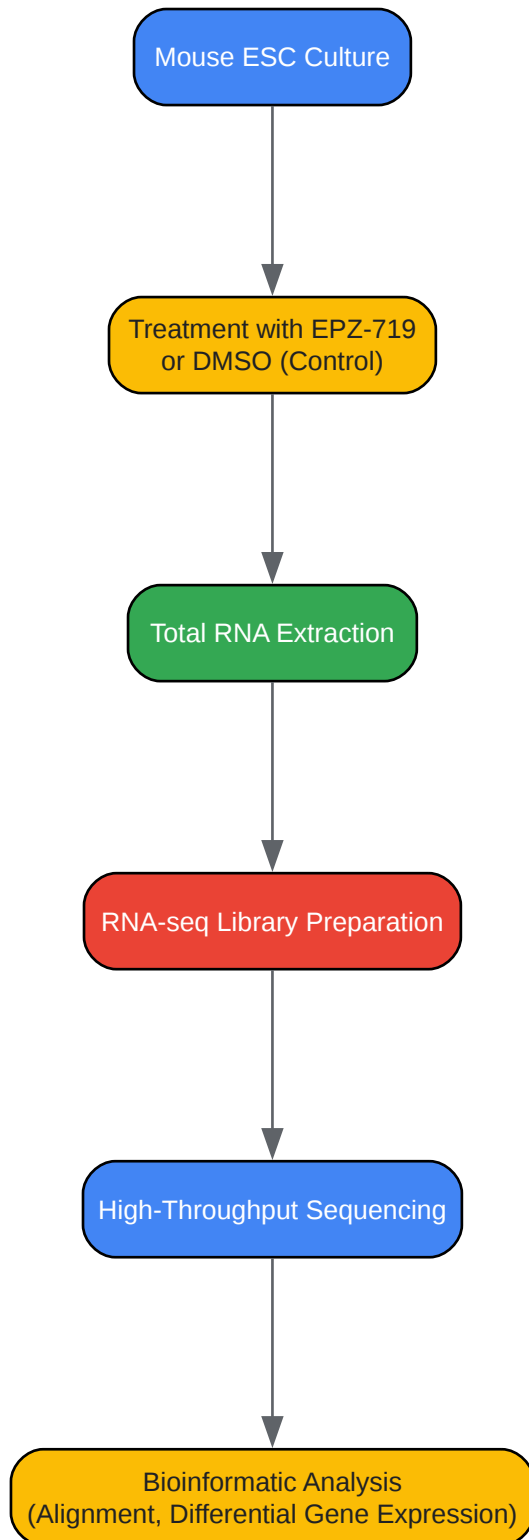 Mouse ESC Culture
Treatment with EPZ-719
or DMSO (Control)
Total RNA Extraction
RNA-seq Library Preparation
High-Throughput Sequencing
Bioinformatic Analysis
(Alignment, Differential Gene Expression)